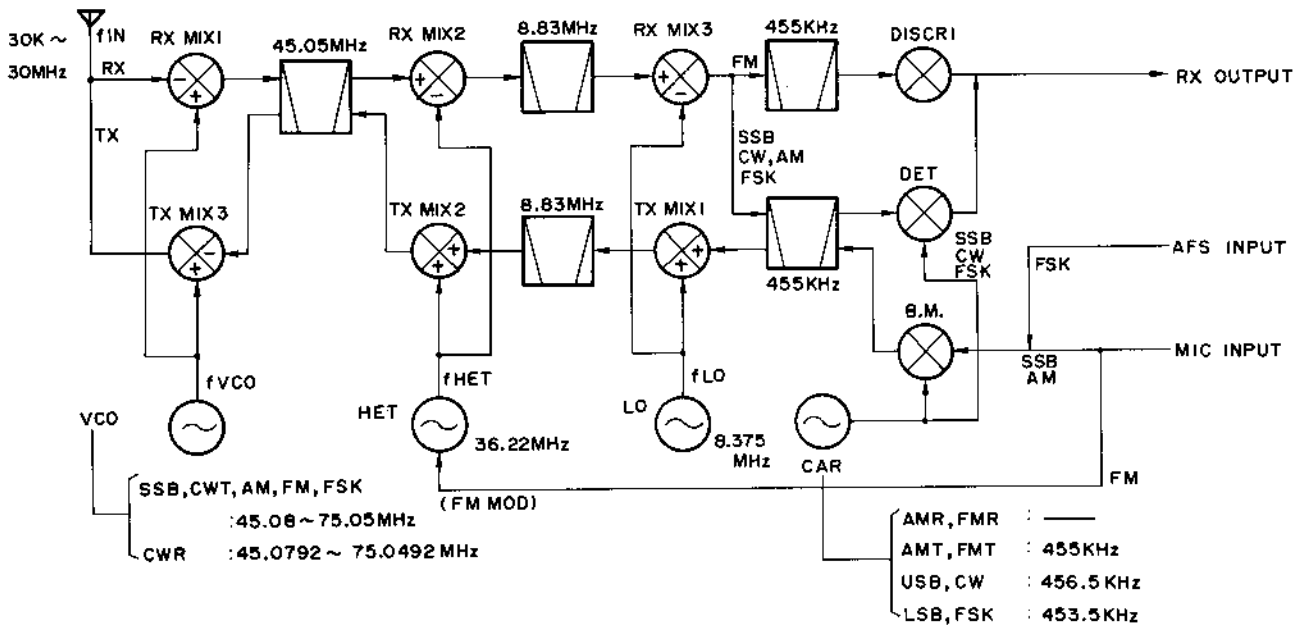 fIN
30K ~
30MHz
RX
TX
RX MIX1
45.05MHz
RX MIX2
8.83MHz
RX MIX3
FM
455KHz
DISCRI
RX OUTPUT
SSB
CW, AM
FSK
TX MIX3
TX MIX2
8.83MHz
TX MIX1
455KHz
DET
SSB
CW
FSK
AFS INPUT
FSK
B.M.
MIC INPUT
SSB
AM
VCO
fVCO
HET
fHET
36.22MHz
LO
fLO
8.375
MHz
CAR
FM
(FM MOD)
SSB, CWT, AM, FM, FSK
:45.08 ~ 75.05MHz
CWR :45.0792 ~ 75.0492 MHz
AMR, FMR : ——
AMT, FMT : 455KHz
USB, CW : 456.5 KHz
LSB, FSK : 453.5KHz